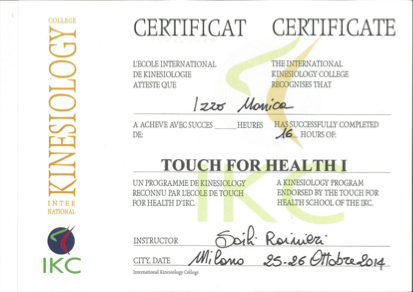 COLLEGE
KINESIOLOGY
INTER
NATIONAL
IKC
CERTIFICAT CERTIFICATE
L'ECOLE INTERNATIONAL
DE KINESIOLOGIE
ATTESTE QUE
THE INTERNATIONAL
KINESIOLOGY COLLEGE
RECOGNISES THAT
Izzo Monica
A ACHEVE AVEC SUCCES ______ HEURES
DE:
HAS SUCCESSFULLY COMPLETED
16 HOURS OF:
TOUCH FOR HEALTH I
UN PROGRAMME DE KINESIOLOGY
RECONNU PAR L'ECOLE DE TOUCH
FOR HEALTH D'IKC.
A KINESIOLOGY PROGRAM
ENDORSED BY THE TOUCH FOR
HEALTH SCHOOL OF THE IKC.
INSTRUCTOR Rainieri
CITY, DATE Milano 25-26 Ottobre 2014
International Kinesiology College